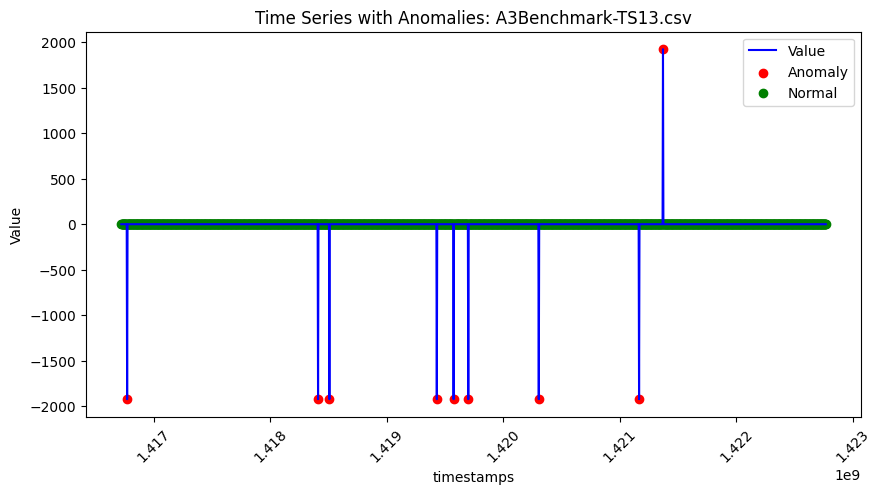 Time Series with Anomalies: A3Benchmark-TS13.csv
2000
1500
1000
500
0
−500
−1000
−1500
−2000
Value
Value
Anomaly
Normal
1.417
1.418
1.419
1.420
1.421
1.422
1.423
1e9
timestamps